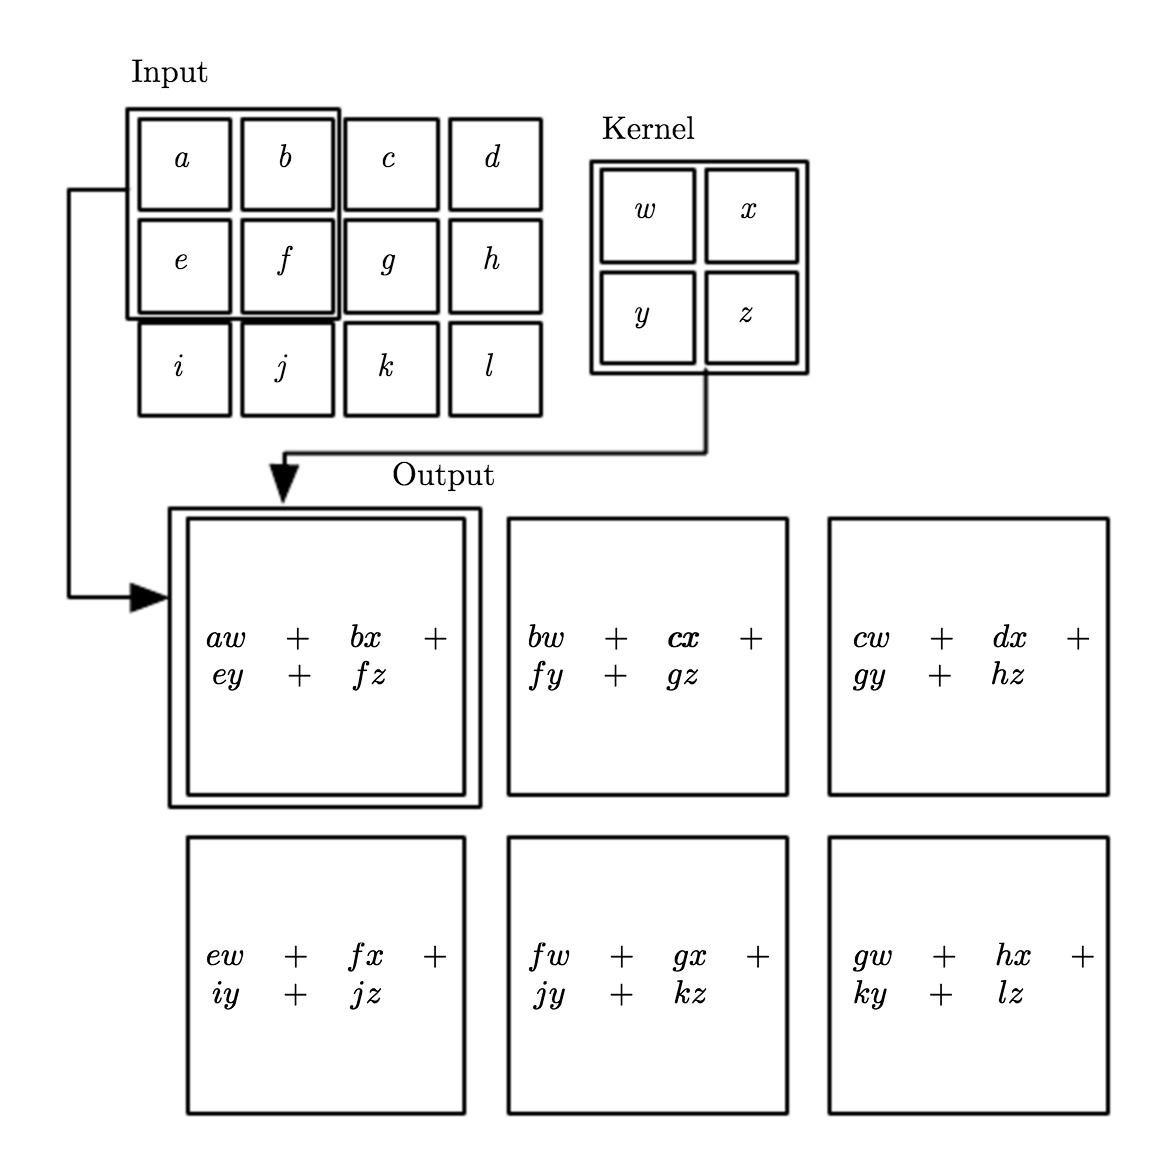 Input
Kernel
a b c d
w x
e f g h
y z
i j k l
Output
aw + bx +
ey + fz
bw + cx +
fy + gz
cw + dx +
gy + hz
ew + fx +
iy + jz
fw + gx +
jy + kz
gw + hx +
ky + lz